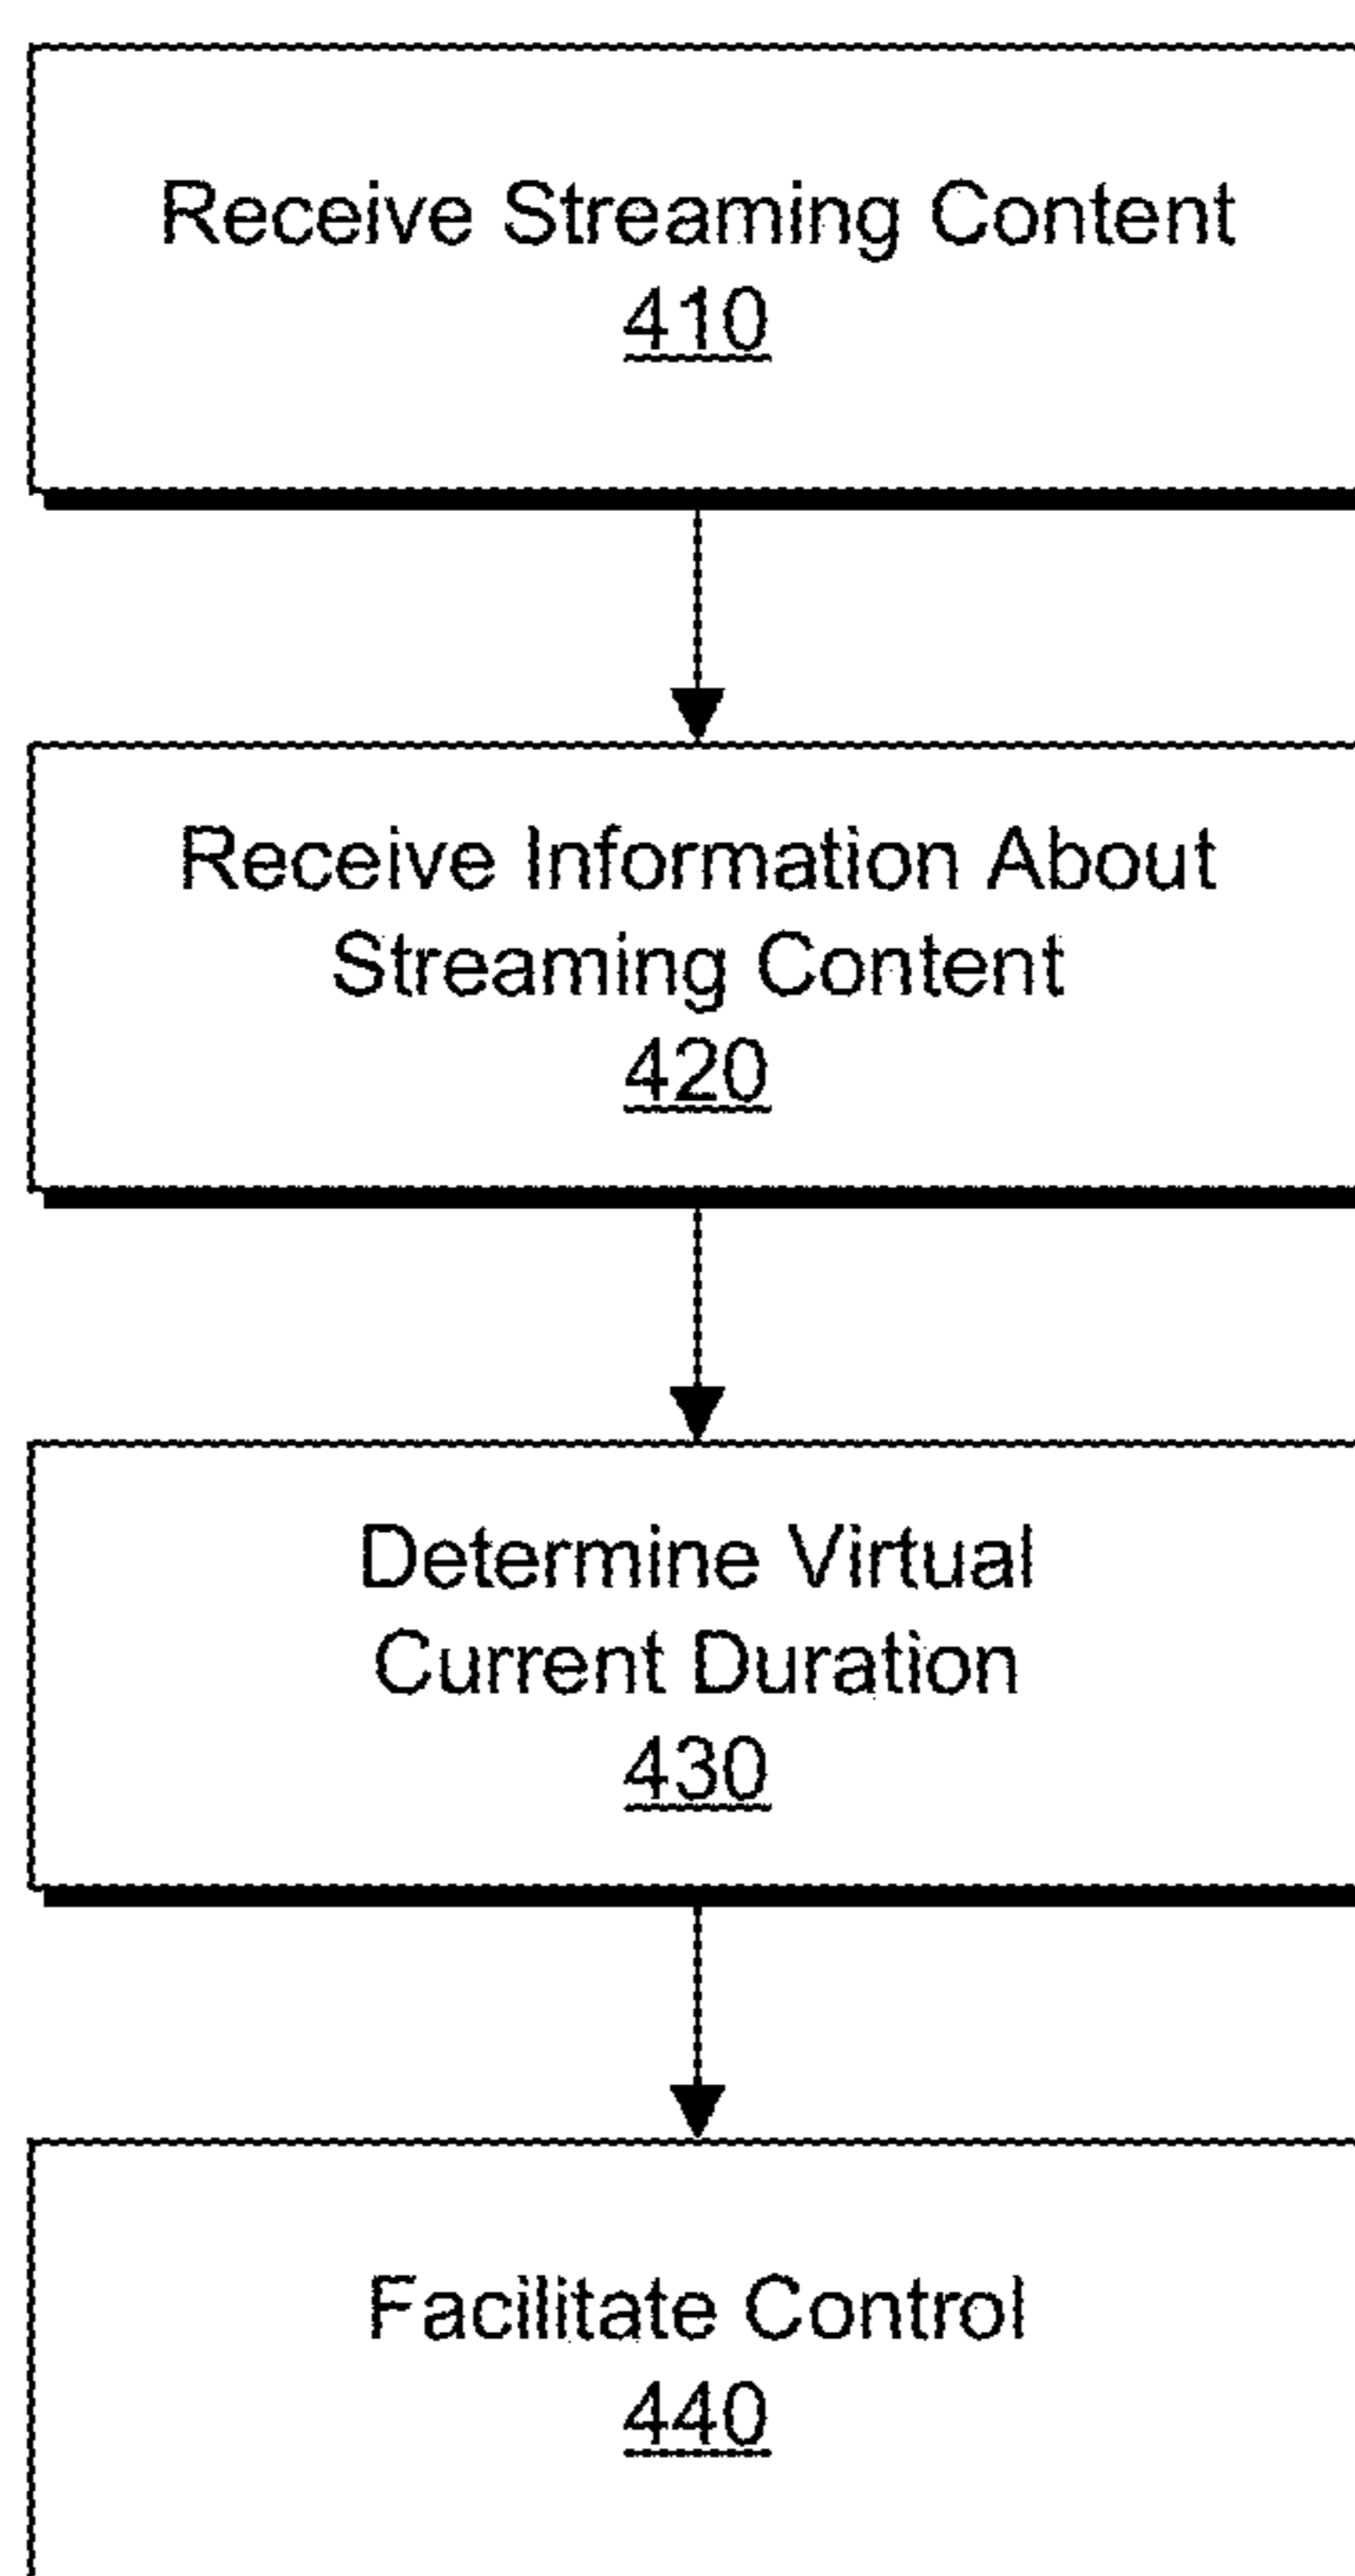 Receive Streaming Content
410
Receive Information About
Streaming Content
420
Determine Virtual
Current Duration
430
Facilitate Control
440